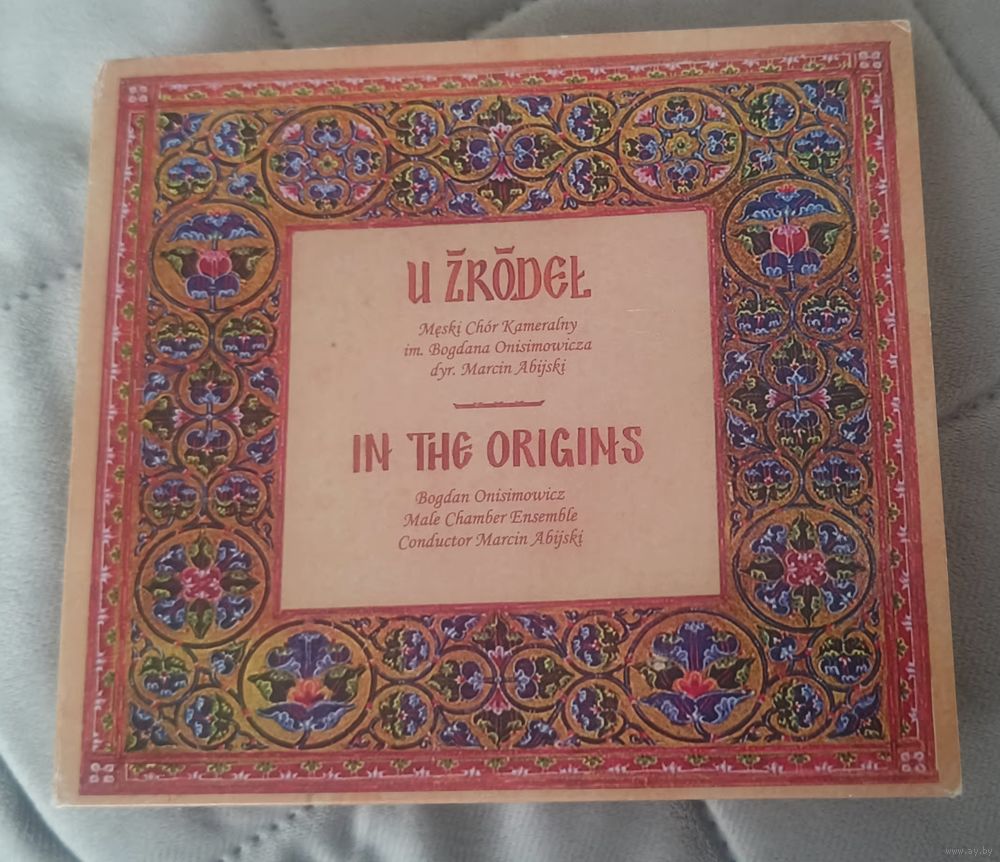 U ŹRÓDEŁ
Męski Chór Kameralny
im. Bogdana Onisimowicza
dyr. Marcin Abijski
IN THE ORIGINS
Bogdan Onisimowicz
Male Chamber Ensemble
Conductor Marcin Abijski
www.ay.by